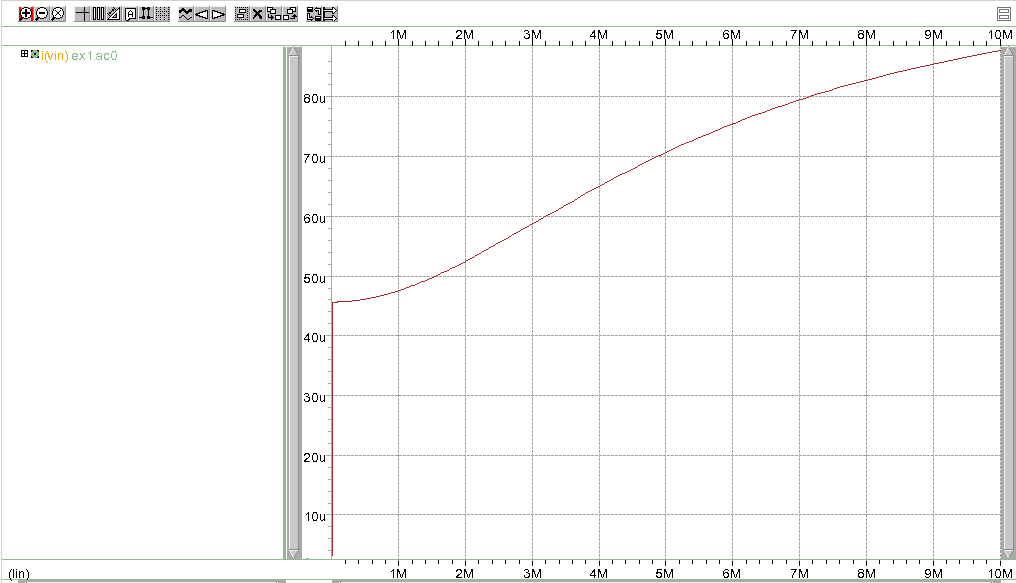 1M 2M 3M 4M 5M 6M 7M 8M 9M 10M
i(vin) ex1.ac0
80u
70u
60u
50u
40u
30u
20u
10u
(lin) 1M 2M 3M 4M 5M 6M 7M 8M 9M 10M